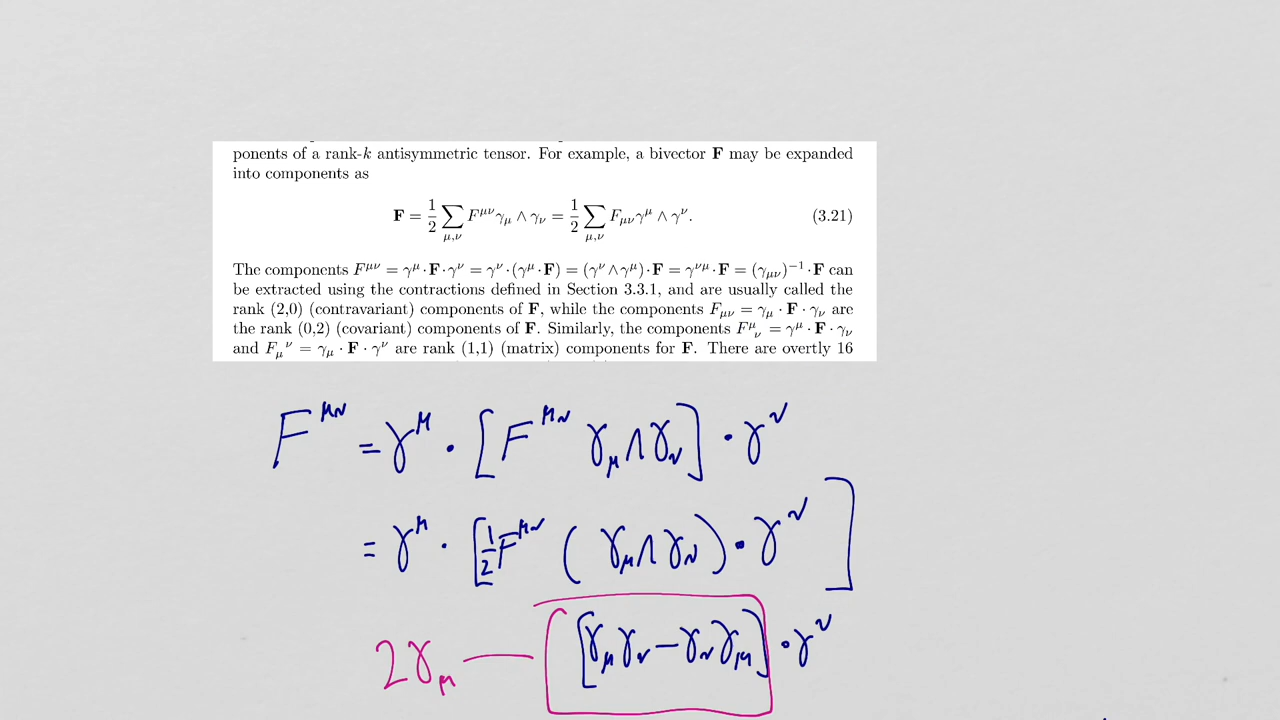 ponents of a rank-k antisymmetric tensor. For example, a bivector F may be expanded
into components as
F = 1/2 ∑_{μ,ν} F^{μν} γ_μ ∧ γ_ν = 1/2 ∑_{μ,ν} F_{μν} γ^μ ∧ γ^ν. (3.21)
The components F^{μν} = γ^μ · F · γ^ν = γ^ν · (γ^μ · F) = (γ^ν ∧ γ^μ) · F = γ^{νμ} · F = (γ_{μν})^{-1} · F can
be extracted using the contractions defined in Section 3.3.1, and are usually called the
rank (2,0) (contravariant) components of F, while the components F_{μν} = γ_μ · F · γ_ν are
the rank (0,2) (covariant) components of F. Similarly, the components F^μ_ν = γ^μ · F · γ_ν
and F_μ^ν = γ_μ · F · γ^ν are rank (1,1) (matrix) components for F. There are overtly 16
F^{μν} = γ^μ · [F^{μν} γ_μ ∧ γ_ν] · γ^ν
= γ^μ · [1/2 F^{μν} (γ_μ ∧ γ_ν) · γ^ν]
2γ_μ — [γ_μ γ_ν − γ_ν γ_μ] · γ^ν